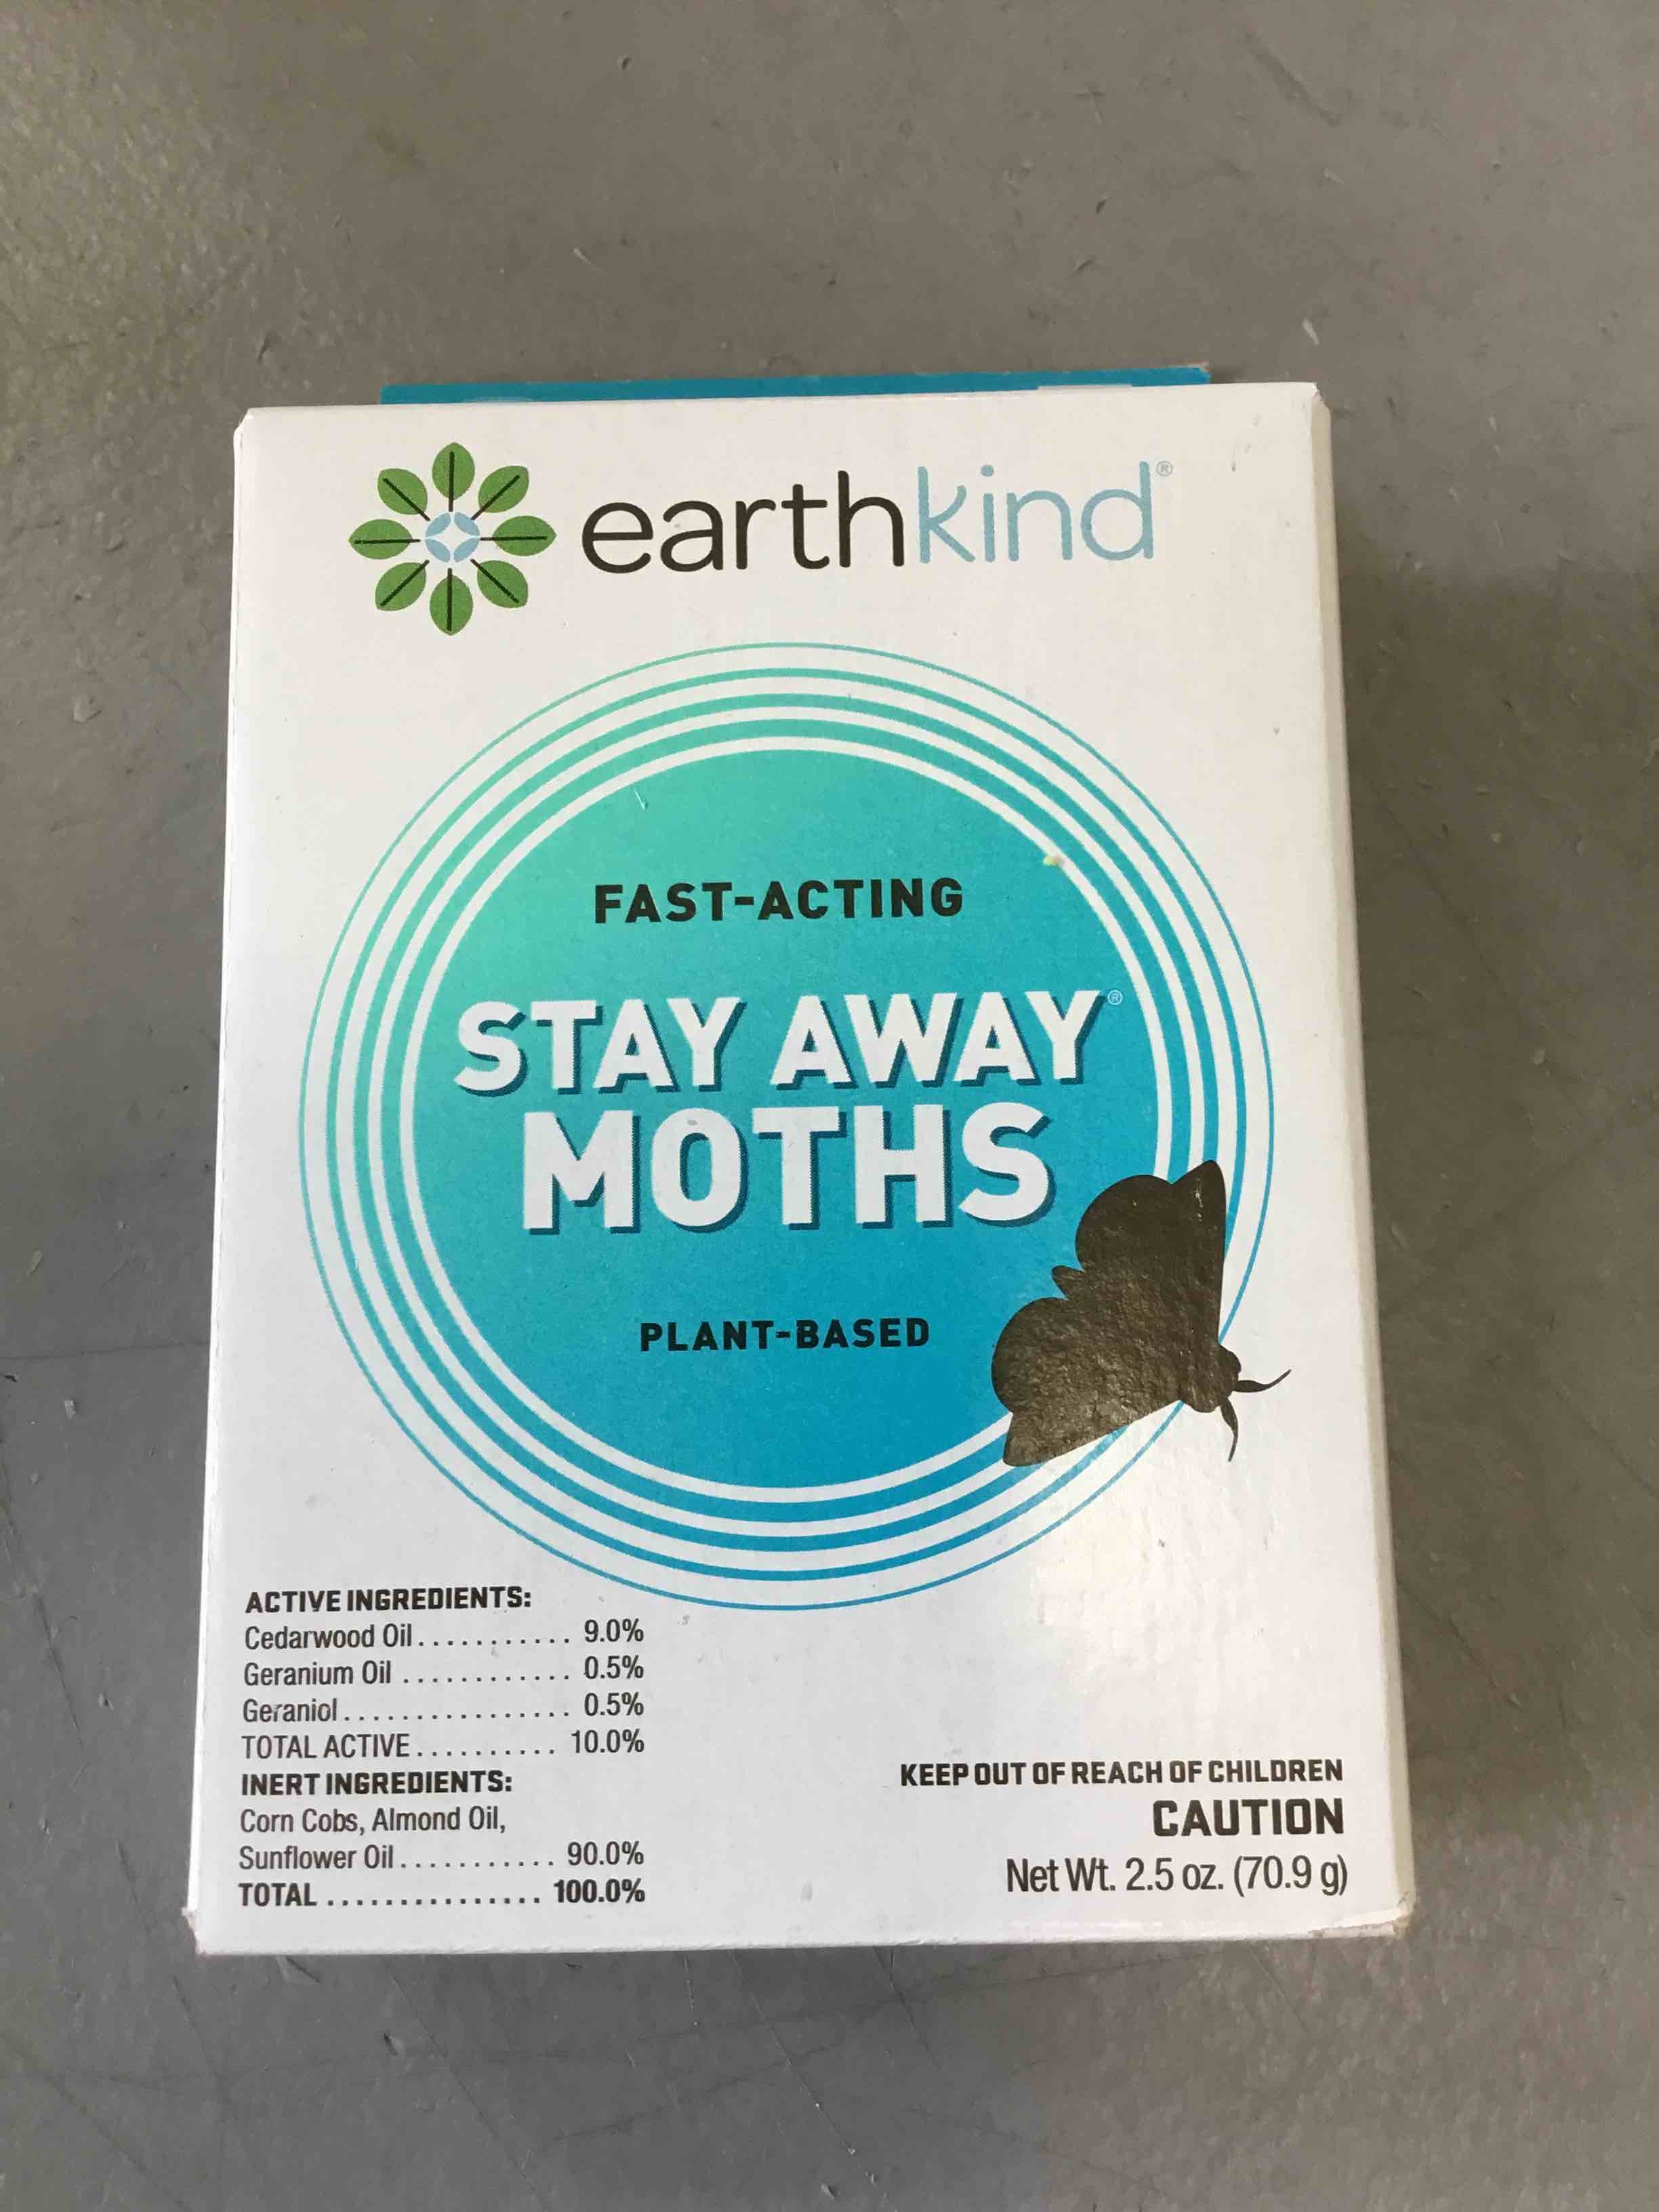 earthkind®
FAST-ACTING
STAY AWAY®
MOTHS
PLANT-BASED
ACTIVE INGREDIENTS:
Cedarwood Oil ........... 9.0%
Geranium Oil ............ 0.5%
Geraniol ................ 0.5%
TOTAL ACTIVE .......... 10.0%
INERT INGREDIENTS:
Corn Cobs, Almond Oil,
Sunflower Oil ........... 90.0%
TOTAL ............... 100.0%
KEEP OUT OF REACH OF CHILDREN
CAUTION
Net Wt. 2.5 oz. (70.9 g)